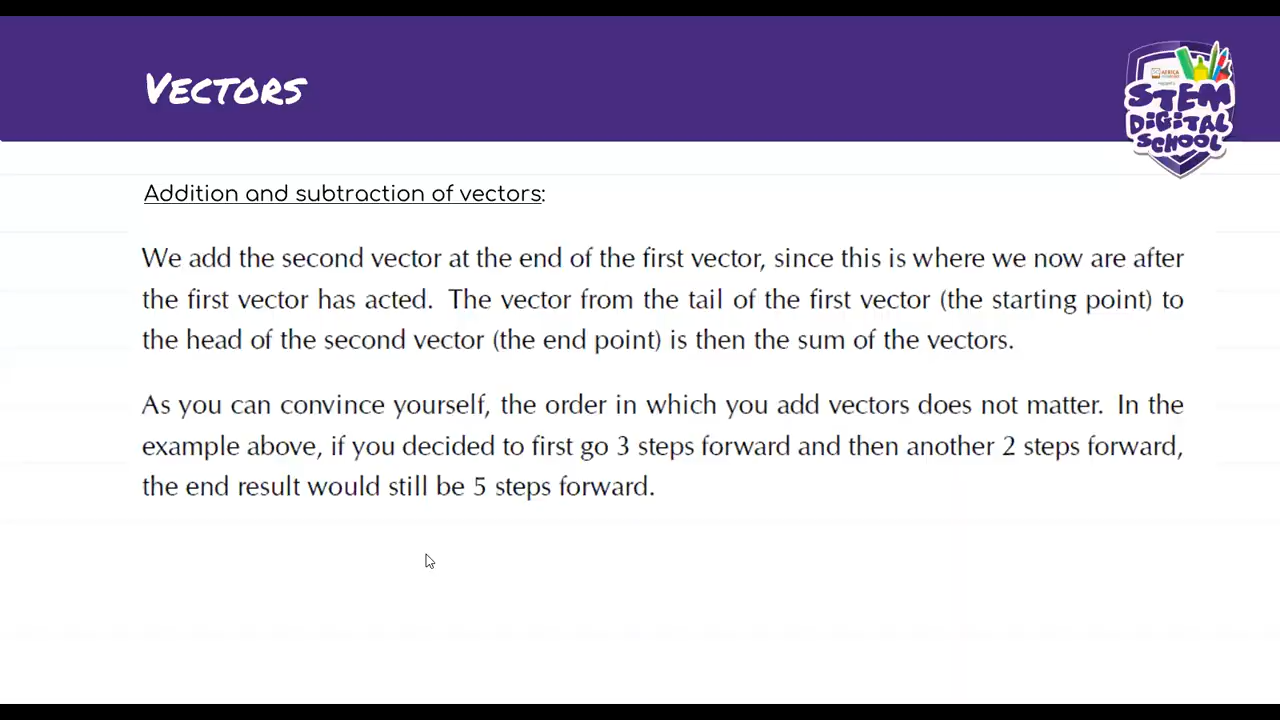 VECTORS
AFRICA
STEM
DIGITAL
SCHOOL
Addition and subtraction of vectors:
We add the second vector at the end of the first vector, since this is where we now are after
the first vector has acted. The vector from the tail of the first vector (the starting point) to
the head of the second vector (the end point) is then the sum of the vectors.
As you can convince yourself, the order in which you add vectors does not matter. In the
example above, if you decided to first go 3 steps forward and then another 2 steps forward,
the end result would still be 5 steps forward.